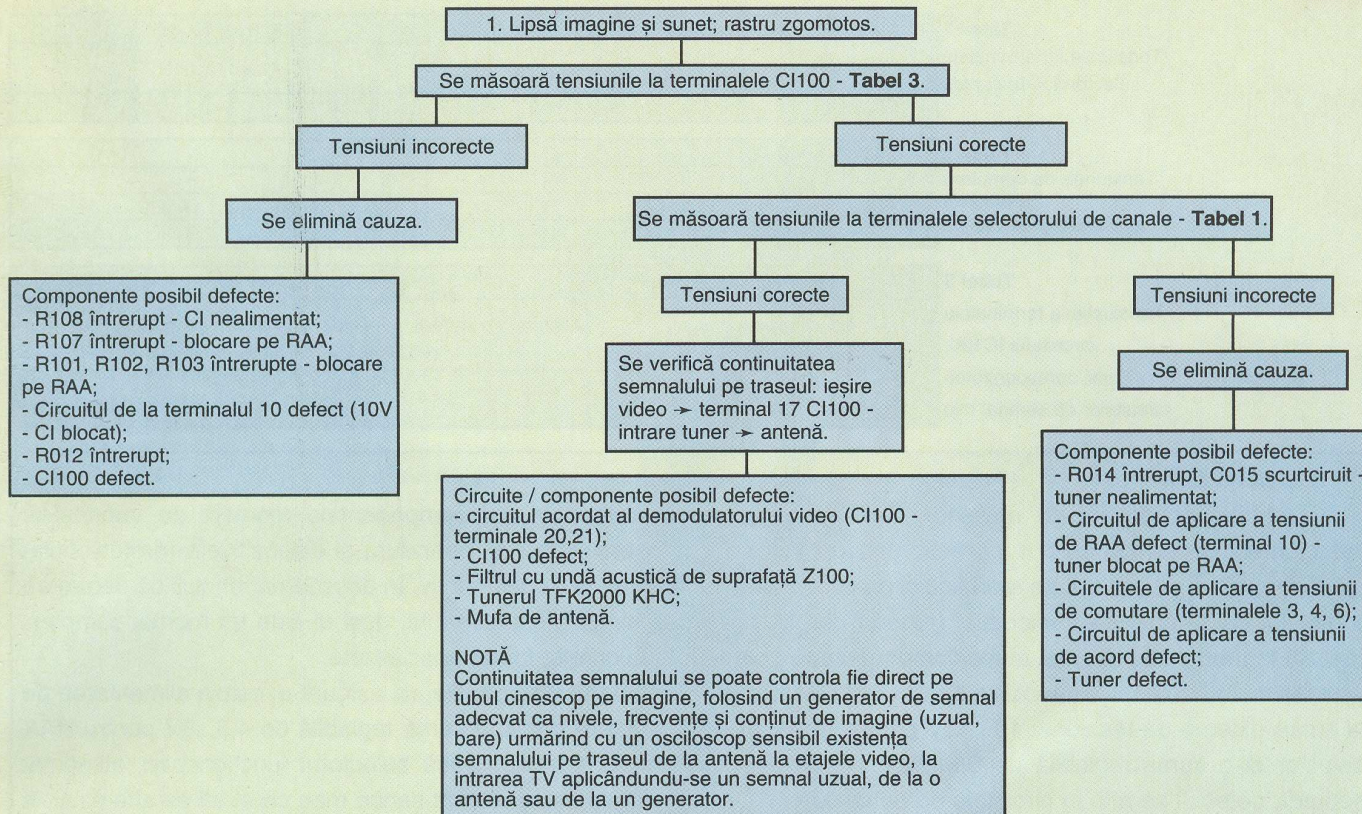 1. Lipsă imagine și sunet; rastru zgomotos.
Se măsoară tensiunile la terminalele CI100 - Tabel 3.
Tensiuni incorecte
Tensiuni corecte
Se elimină cauza.
Se măsoară tensiunile la terminalele selectorului de canale - Tabel 1.
Componente posibil defecte:
- R108 întrerupt - CI nealimentat;
- R107 întrerupt - blocare pe RAA;
- R101, R102, R103 întrerupte - blocare
pe RAA;
- Circuitul de la terminalul 10 defect (10V
- CI blocat);
- R012 întrerupt;
- CI100 defect.
Tensiuni corecte
Tensiuni incorecte
Se verifică continuitatea
semnalului pe traseul: ieșire
video → terminal 17 CI100 -
intrare tuner → antenă.
Se elimină cauza.
Circuite / componente posibil defecte:
- circuitul acordat al demodulatorului video (CI100 -
terminale 20,21);
- CI100 defect;
- Filtrul cu undă acustică de suprafață Z100;
- Tunerul TFK2000 KHC;
- Mufa de antenă.
NOTĂ
Continuitatea semnalului se poate controla fie direct pe
tubul cinescop pe imagine, folosind un generator de semnal
adecvat ca nivele, frecvențe și conținut de imagine (uzual,
bare) urmărind cu un osciloscop sensibil existența
semnalului pe traseul de la antenă la etajele video, la
intrarea TV aplicândundu-se un semnal uzual, de la o
antenă sau de la un generator.
Componente posibil defecte:
- R014 întrerupt, C015 scurtciruit -
tuner nealimentat;
- Circuitul de aplicare a tensiunii
de RAA defect (terminal 10) -
tuner blocat pe RAA;
- Circuitele de aplicare a tensiunii
de comutare (terminalele 3, 4, 6);
- Circuitul de aplicare a tensiunii
de acord defect;
- Tuner defect.